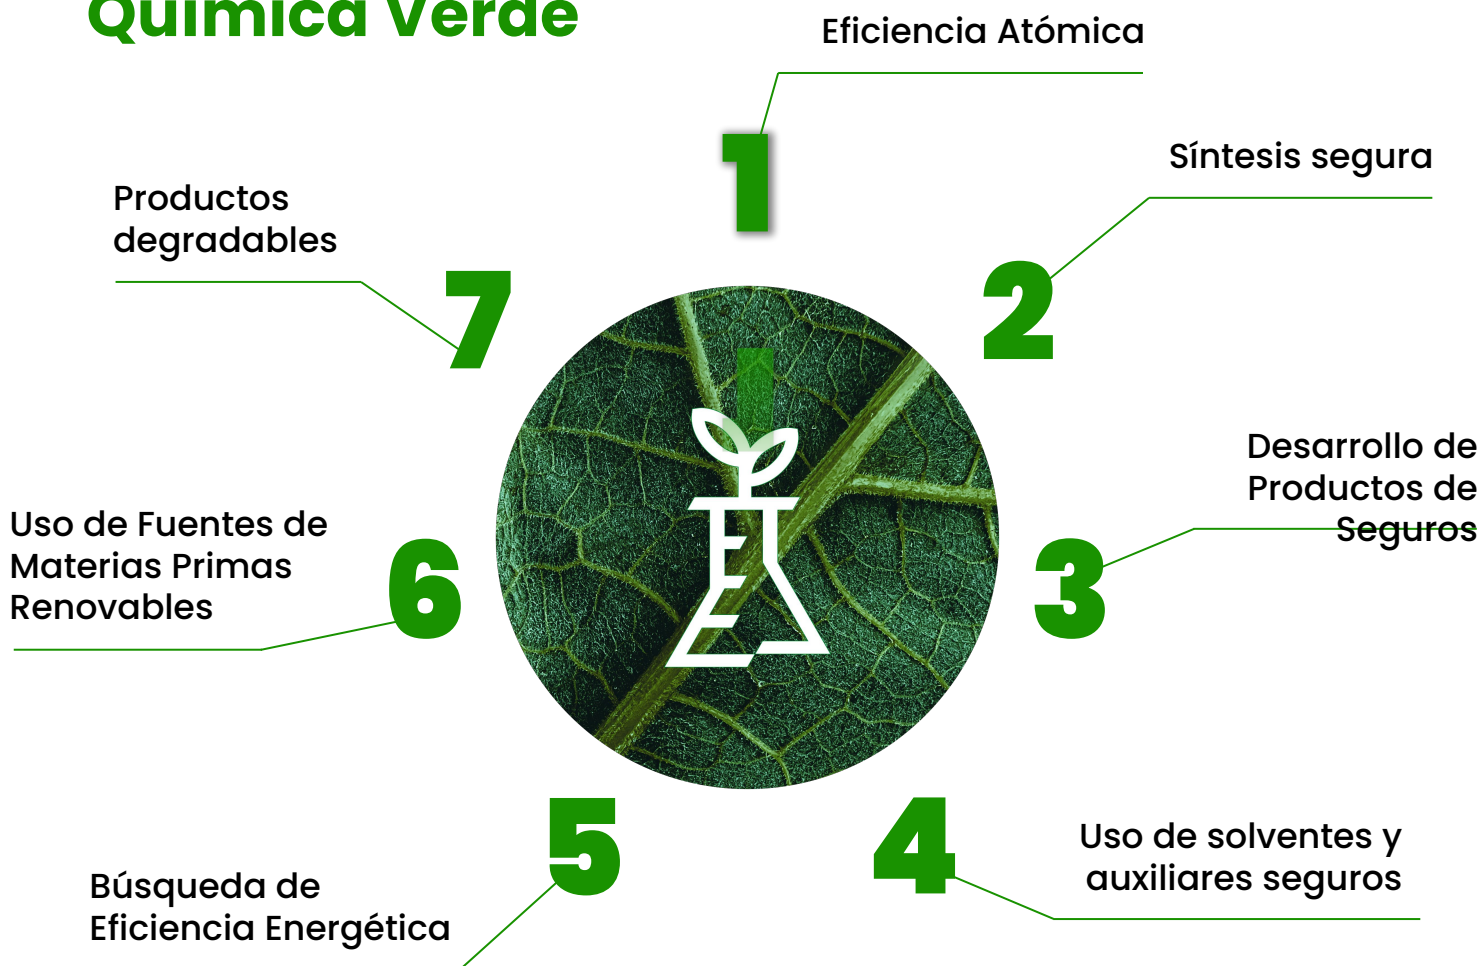 Química Verde
Eficiencia Atómica
1
Síntesis segura
2
Desarrollo de
Productos de
Seguros
3
Uso de solventes y
auxiliares seguros
4
Búsqueda de
Eficiencia Energética
5
Uso de Fuentes de
Materias Primas
Renovables
6
Productos
degradables
7